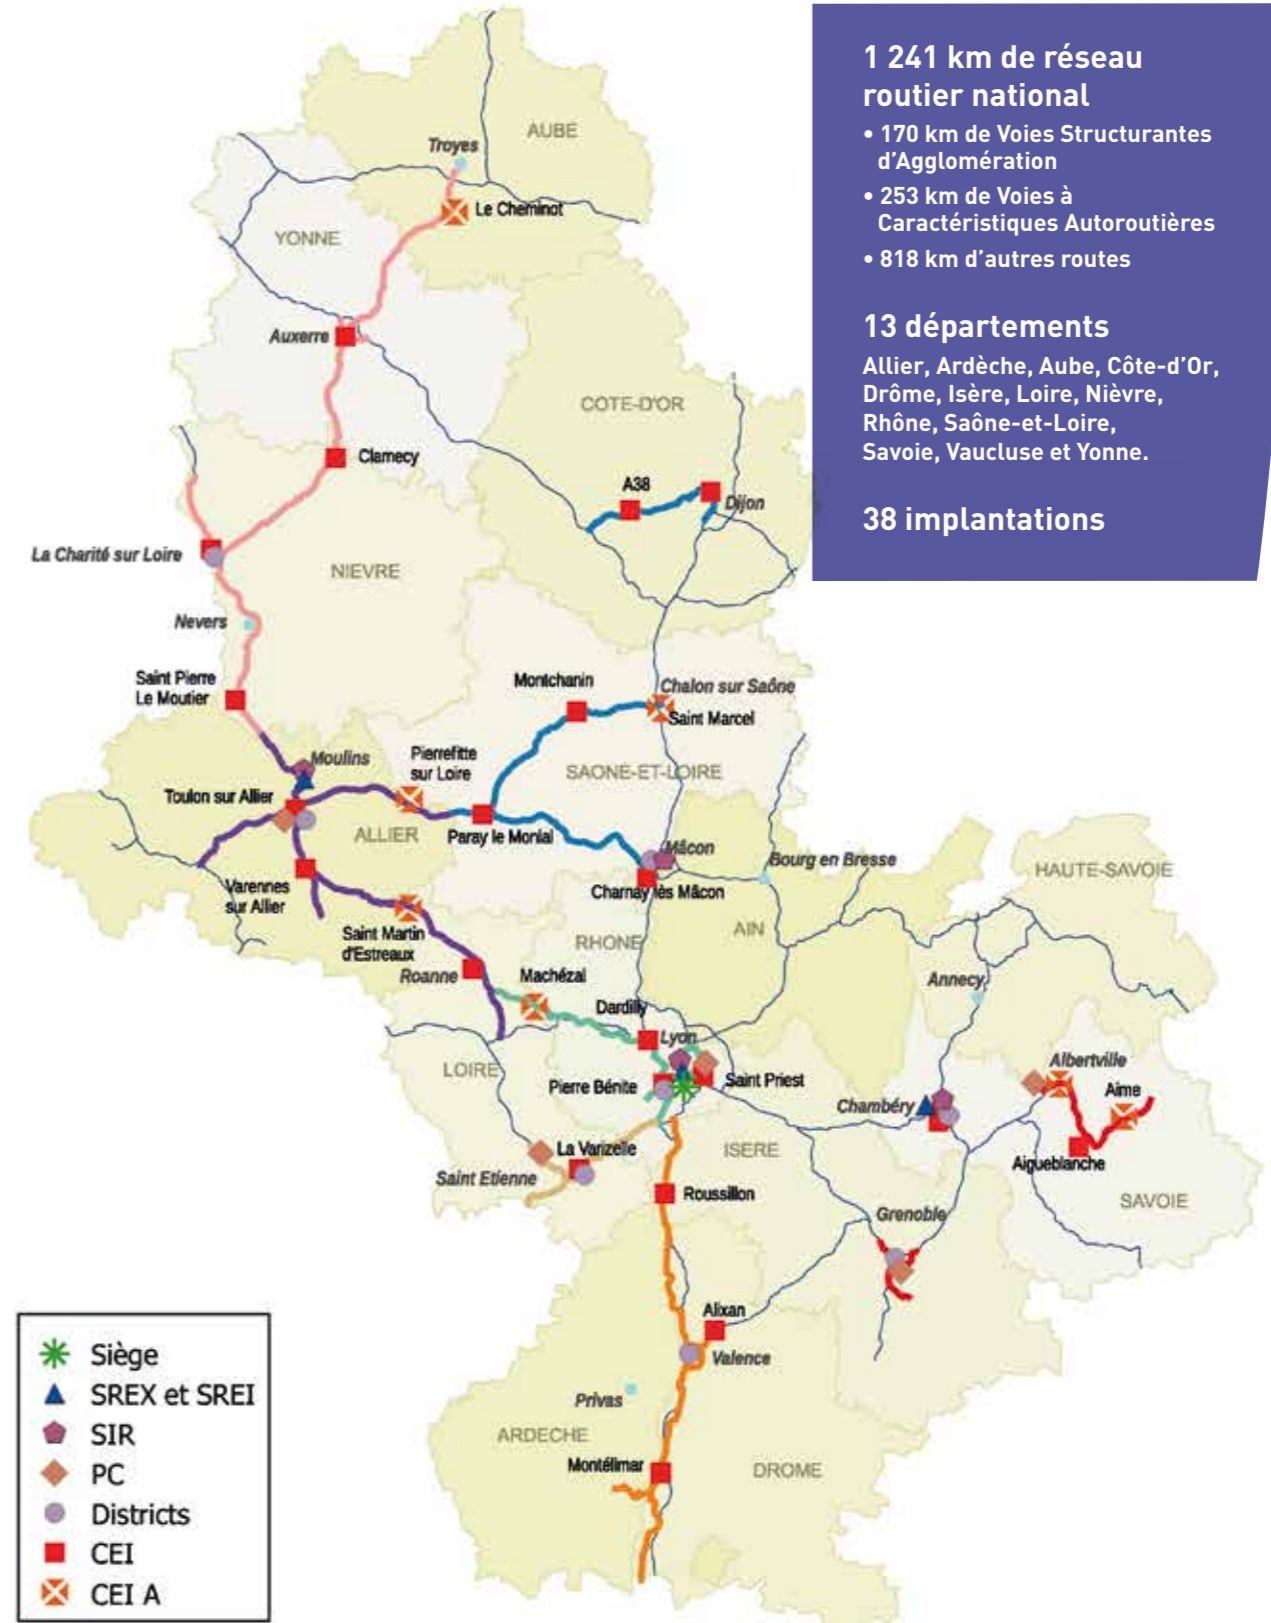 1 241 km de réseau
routier national
• 170 km de Voies Structurantes
d'Agglomération
• 253 km de Voies à
Caractéristiques Autoroutières
• 818 km d'autres routes
13 départements
Allier, Ardèche, Aube, Côte-d'Or,
Drôme, Isère, Loire, Nièvre,
Rhône, Saône-et-Loire,
Savoie, Vaucluse et Yonne.
38 implantations
AUBE
Troyes
Le Cheminot
YONNE
Auxerre
COTE-D'OR
Clamecy
A38
Dijon
La Charité sur Loire
NIEVRE
Nevers
Saint Pierre
Le Moutier
Montchanin
Chalon sur Saône
Saint Marcel
Moulins
Pierrefitte
sur Loire
SAONE-ET-LOIRE
Toulon sur Allier
ALLIER
Paray le Monial
Mâcon
Bourg en Bresse
HAUTE-SAVOIE
Varennes
sur Allier
Charnay lès Mâcon
Saint Martin
d'Estreaux
RHONE
AIN
Roanne
Machézal
Annecy
Dardilly
Lyon
LOIRE
Pierre Bénite
Saint Priest
Albertville
Aime
Chambéry
La Varizelle
ISERE
Aigueblanche
Saint Etienne
Roussillon
SAVOIE
Grenoble
Alixan
Valence
Privas
ARDECHE
Montélimar
DROME
Siège
SREX et SREI
SIR
PC
Districts
CEI
CEI A